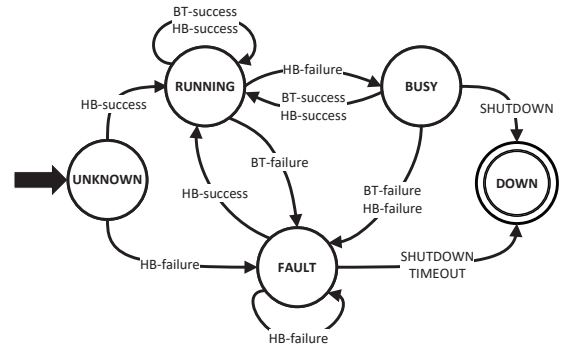 BT-success
HB-success
RUNNING
HB-failure
BUSY
BT-success
HB-success
HB-success
SHUTDOWN
UNKNOWN
BT-failure
DOWN
HB-success
BT-failure
HB-failure
HB-failure
FAULT
SHUTDOWN
TIMEOUT
HB-failure